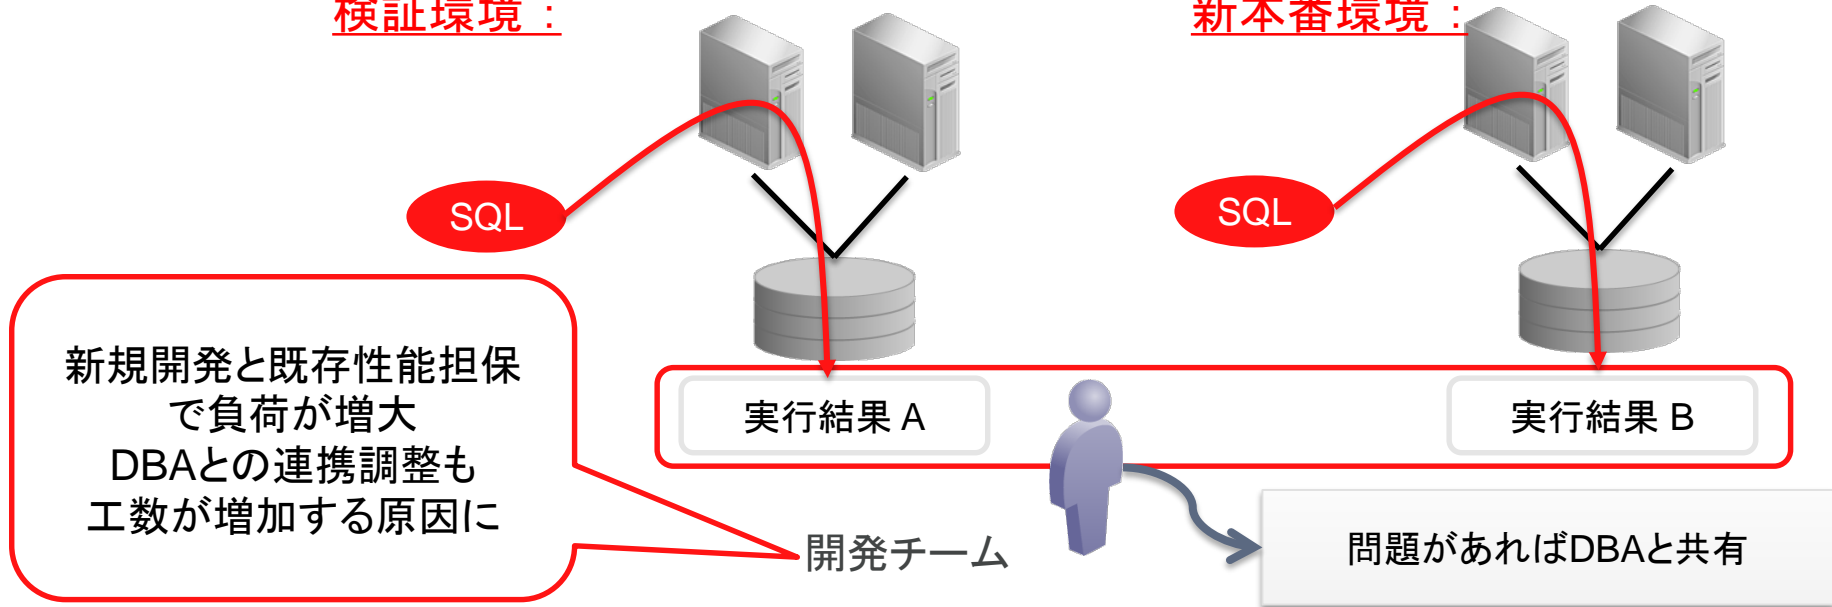 検証環境：
新本番環境：
SQL
SQL
新規開発と既存性能担保
で負荷が増大
DBAとの連携調整も
工数が増加する原因に
実行結果 A
実行結果 B
開発チーム
問題があればDBAと共有